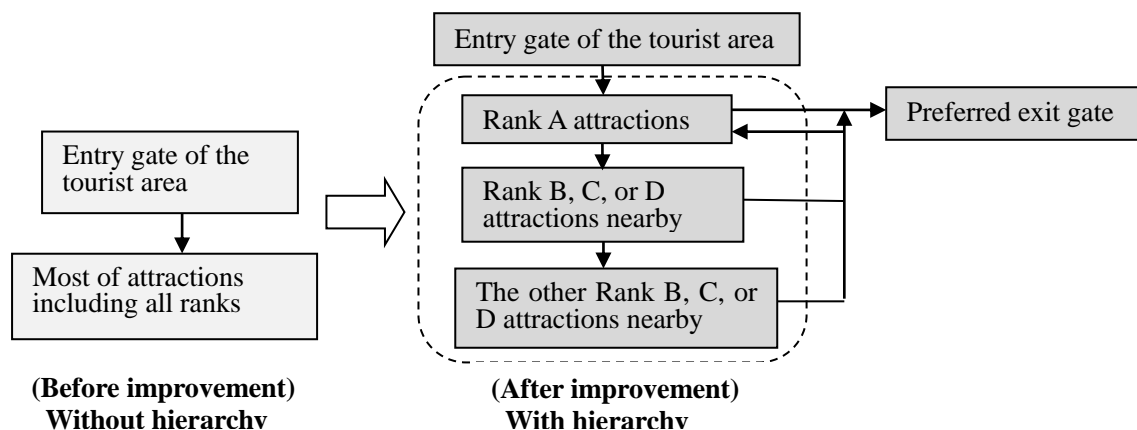 Entry gate of the
tourist area
Most of attractions
including all ranks
(Before improvement)
Without hierarchy
Entry gate of the tourist area
Rank A attractions
Rank B, C, or D
attractions nearby
The other Rank B, C, or
D attractions nearby
Preferred exit gate
(After improvement)
With hierarchy